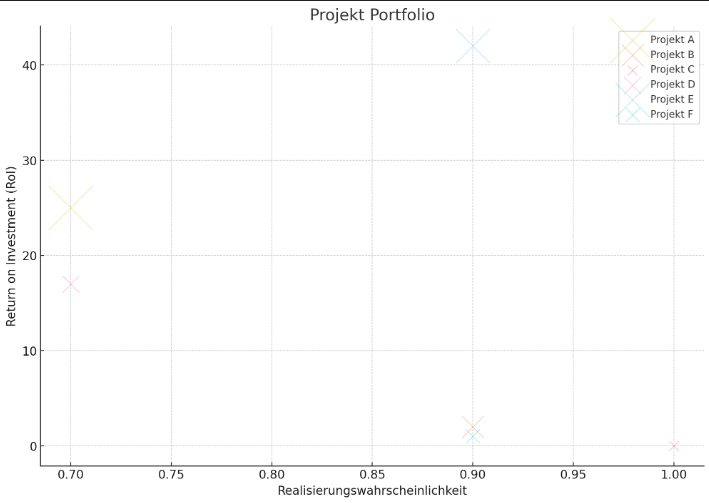 Projekt Portfolio
Projekt A
Projekt B
Projekt C
Projekt D
Projekt E
Projekt F
Return on Investment (RoI)
40
30
20
10
0
0.70 0.75 0.80 0.85 0.90 0.95 1.00
Realisierungswahrscheinlichkeit